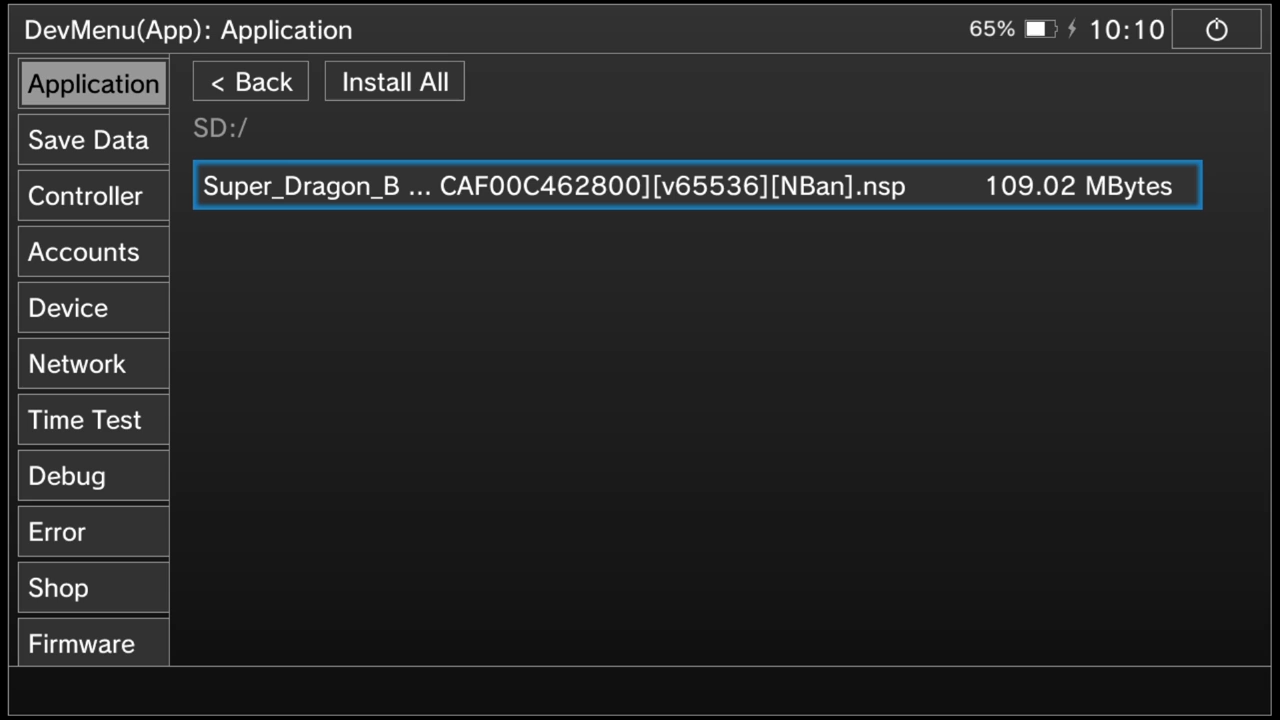 DevMenu(App): Application 65% 10:10
Application
< Back Install All
SD:/
Save Data
Super_Dragon_B ... CAF00C462800][v65536][NBan].nsp 109.02 MBytes
Controller
Accounts
Device
Network
Time Test
Debug
Error
Shop
Firmware